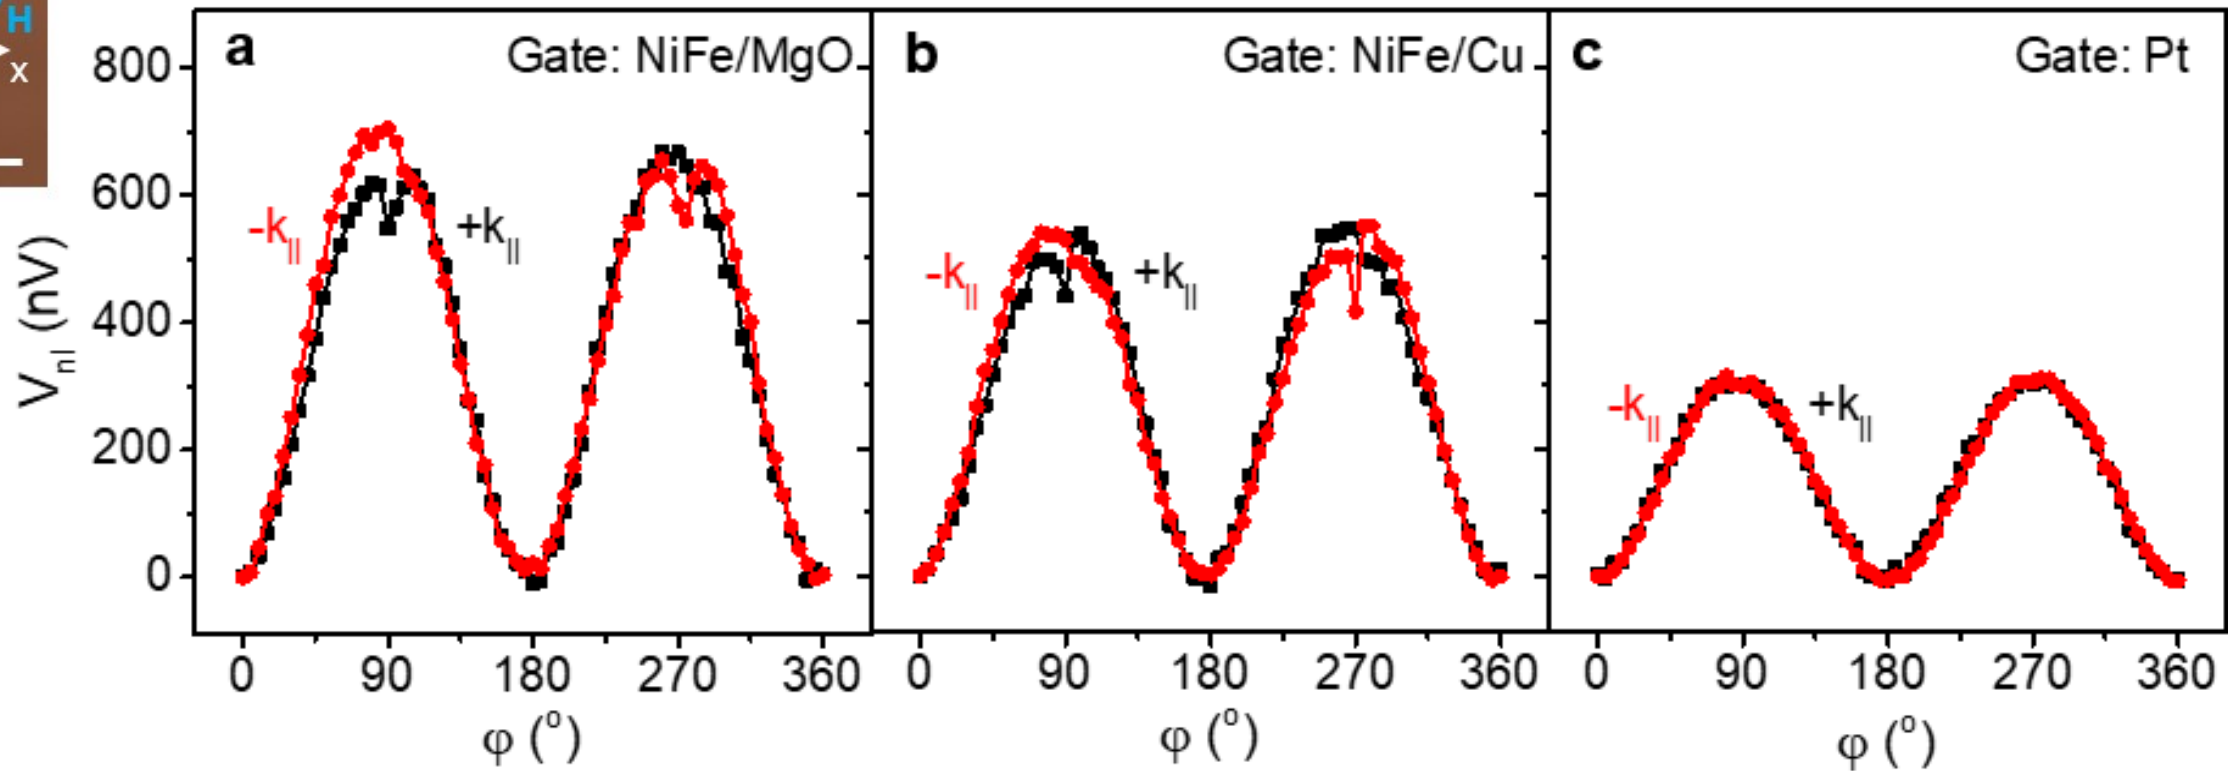 H
x
a Gate: NiFe/MgO
b Gate: NiFe/Cu
c Gate: Pt
V_nl (nV)
800
600
400
200
0
-k_||
+k_||
-k_||
+k_||
-k_||
+k_||
0 90 180 270 360
0 90 180 270 360
0 90 180 270 360
φ (°)
φ (°)
φ (°)